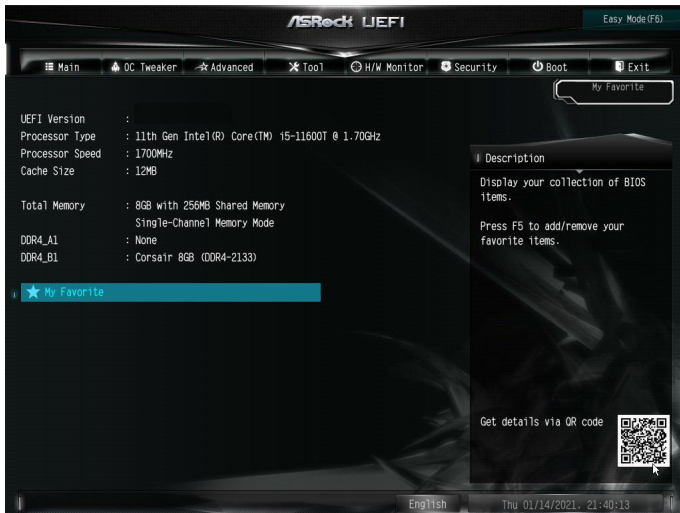 ASRock UEFI
Easy Mode(F6)
Main OC Tweaker Advanced Tool H/W Monitor Security Boot Exit
My Favorite
UEFI Version :
Processor Type : 11th Gen Intel(R) Core(TM) i5-11600T @ 1.70GHz
Processor Speed : 1700MHz
Cache Size : 12MB
Total Memory : 8GB with 256MB Shared Memory
Single-Channel Memory Mode
DDR4_A1 : None
DDR4_B1 : Corsair 8GB (DDR4-2133)
My Favorite
Description
Display your collection of BIOS
items.
Press F5 to add/remove your
favorite items.
Get details via QR code
English
Thu 01/14/2021. 21:40:13